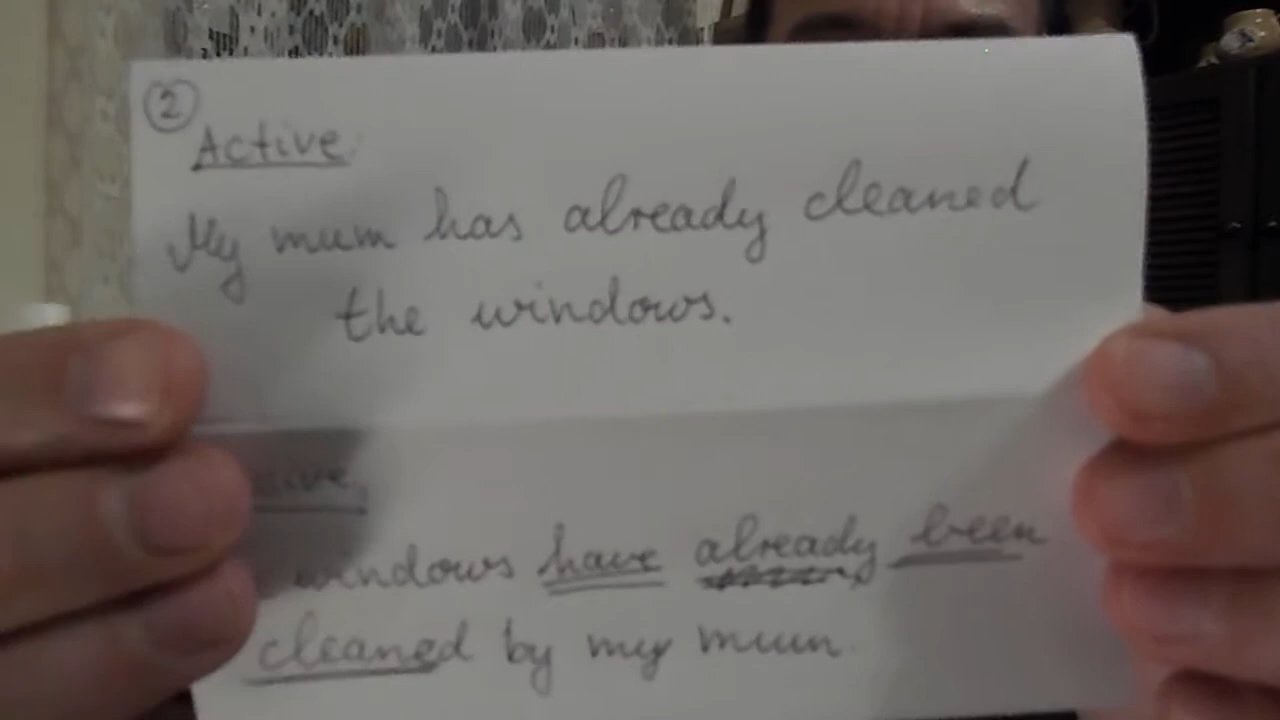 2
Active
My mum has already cleaned
the windows.
windows have already been
cleaned by my mum